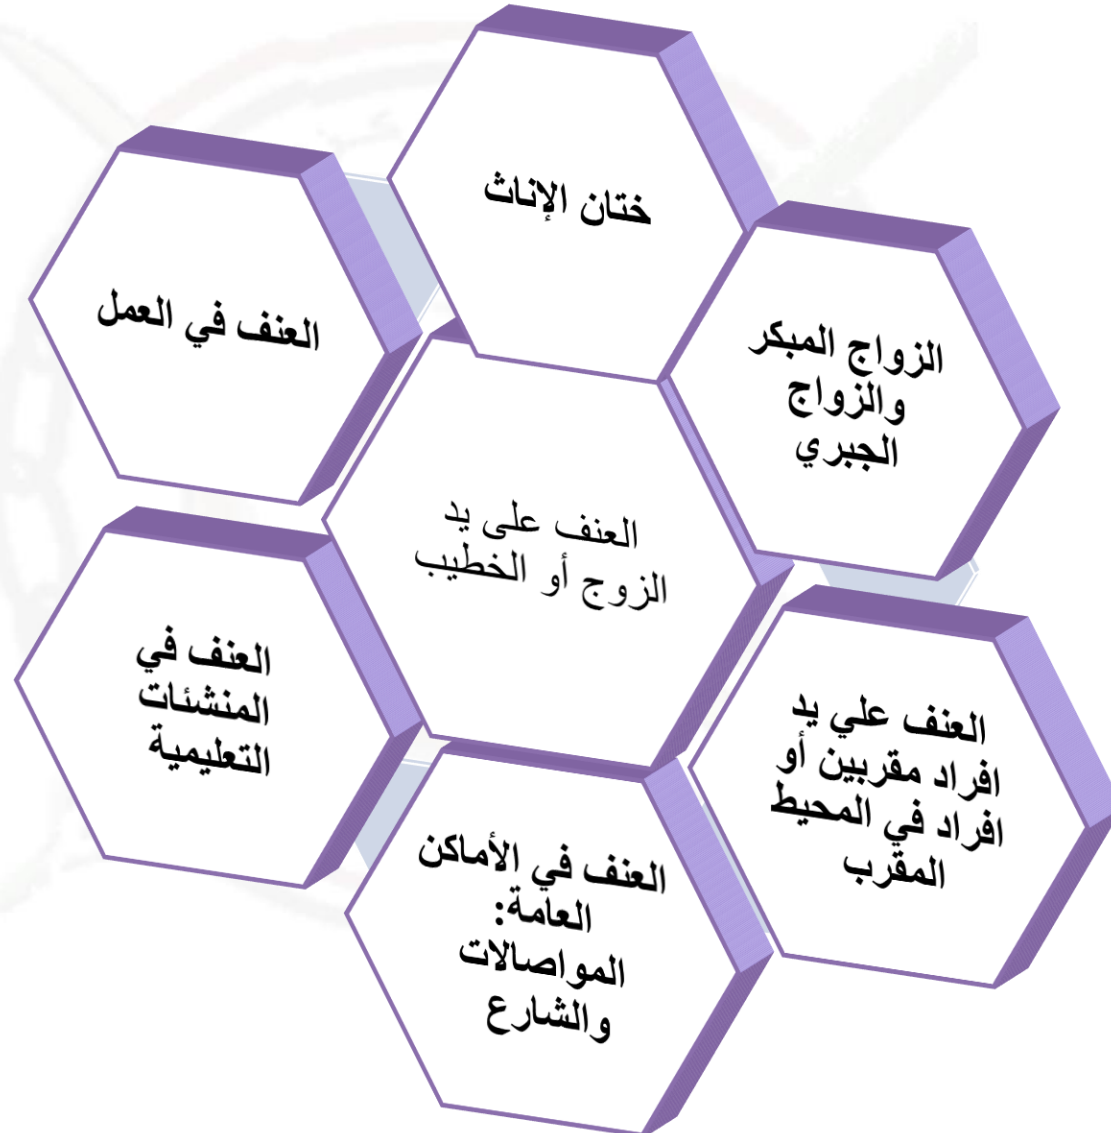 ختان الإناث
الزواج المبكر
والزواج
الجبري
العنف في العمل
العنف على يد
الزوج أو الخطيب
العنف في
المنشئات
التعليمية
العنف علي يد
افراد مقربين أو
افراد في المحيط
المقرب
العنف في الأماكن
العامة:
المواصالات
والشارع